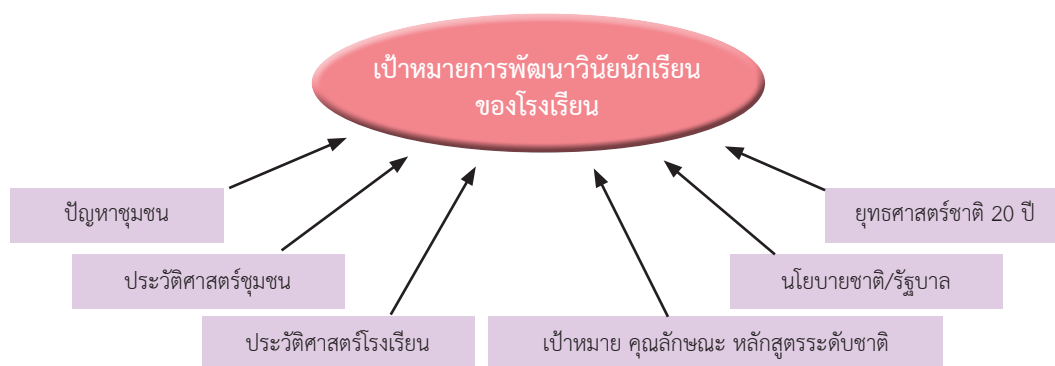 เป้าหมายการพัฒนาวินัยนักเรียน
ของโรงเรียน
ปัญหาชุมชน
ยุทธศาสตร์ชาติ 20 ปี
ประวัติศาสตร์ชุมชน
นโยบายชาติ/รัฐบาล
ประวัติศาสตร์โรงเรียน
เป้าหมาย คุณลักษณะ หลักสูตรระดับชาติ